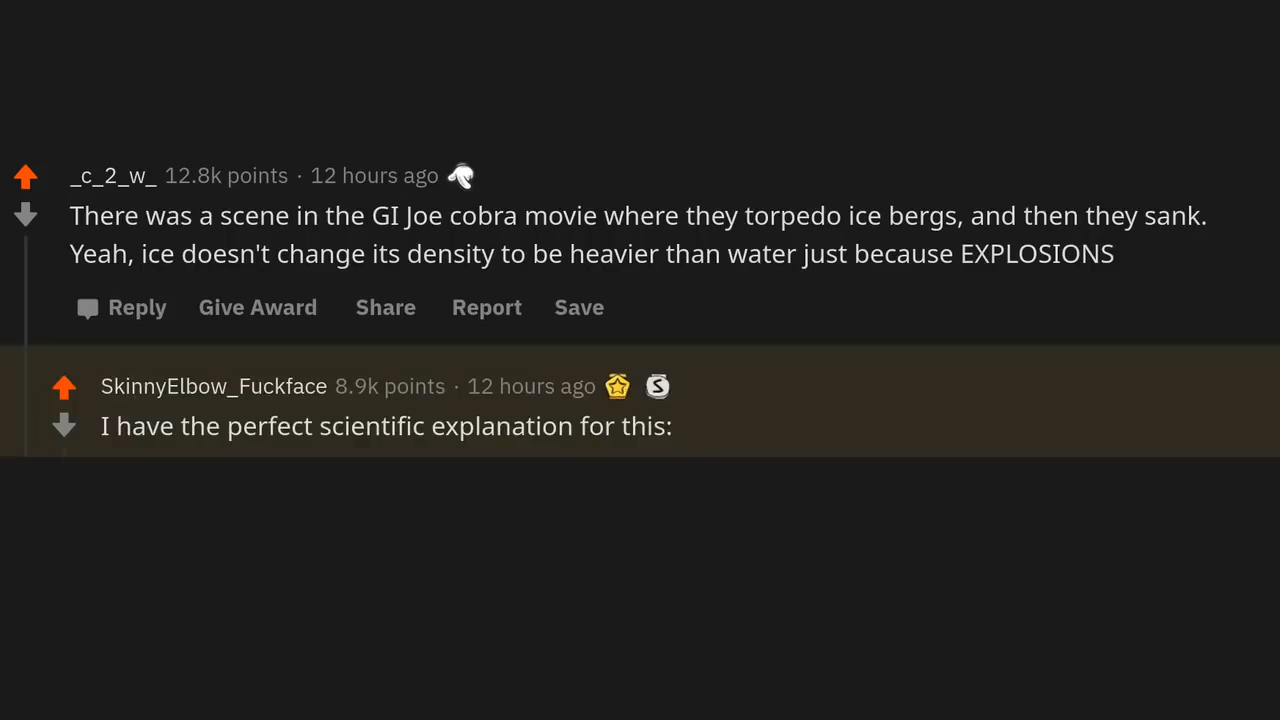 _c_2_w_ 12.8k points · 12 hours ago
There was a scene in the GI Joe cobra movie where they torpedo ice bergs, and then they sank.
Yeah, ice doesn't change its density to be heavier than water just because EXPLOSIONS
Reply Give Award Share Report Save
SkinnyElbow_Fuckface 8.9k points · 12 hours ago S
I have the perfect scientific explanation for this: